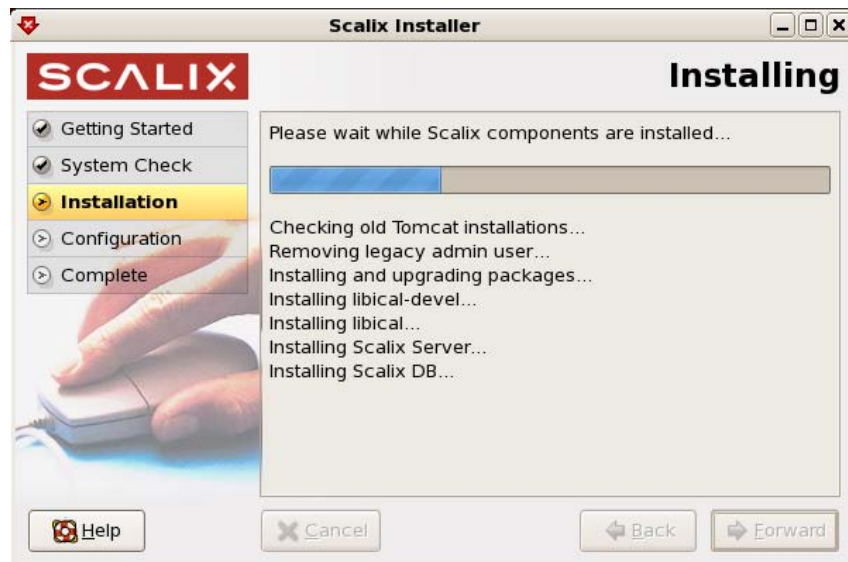 Scalix Installer
SCALIX
Installing
Getting Started
System Check
Installation
Configuration
Complete
Please wait while Scalix components are installed...
Checking old Tomcat installations...
Removing legacy admin user...
Installing and upgrading packages...
Installing libical-devel...
Installing libical...
Installing Scalix Server...
Installing Scalix DB...
Help
Cancel
Back
Forward